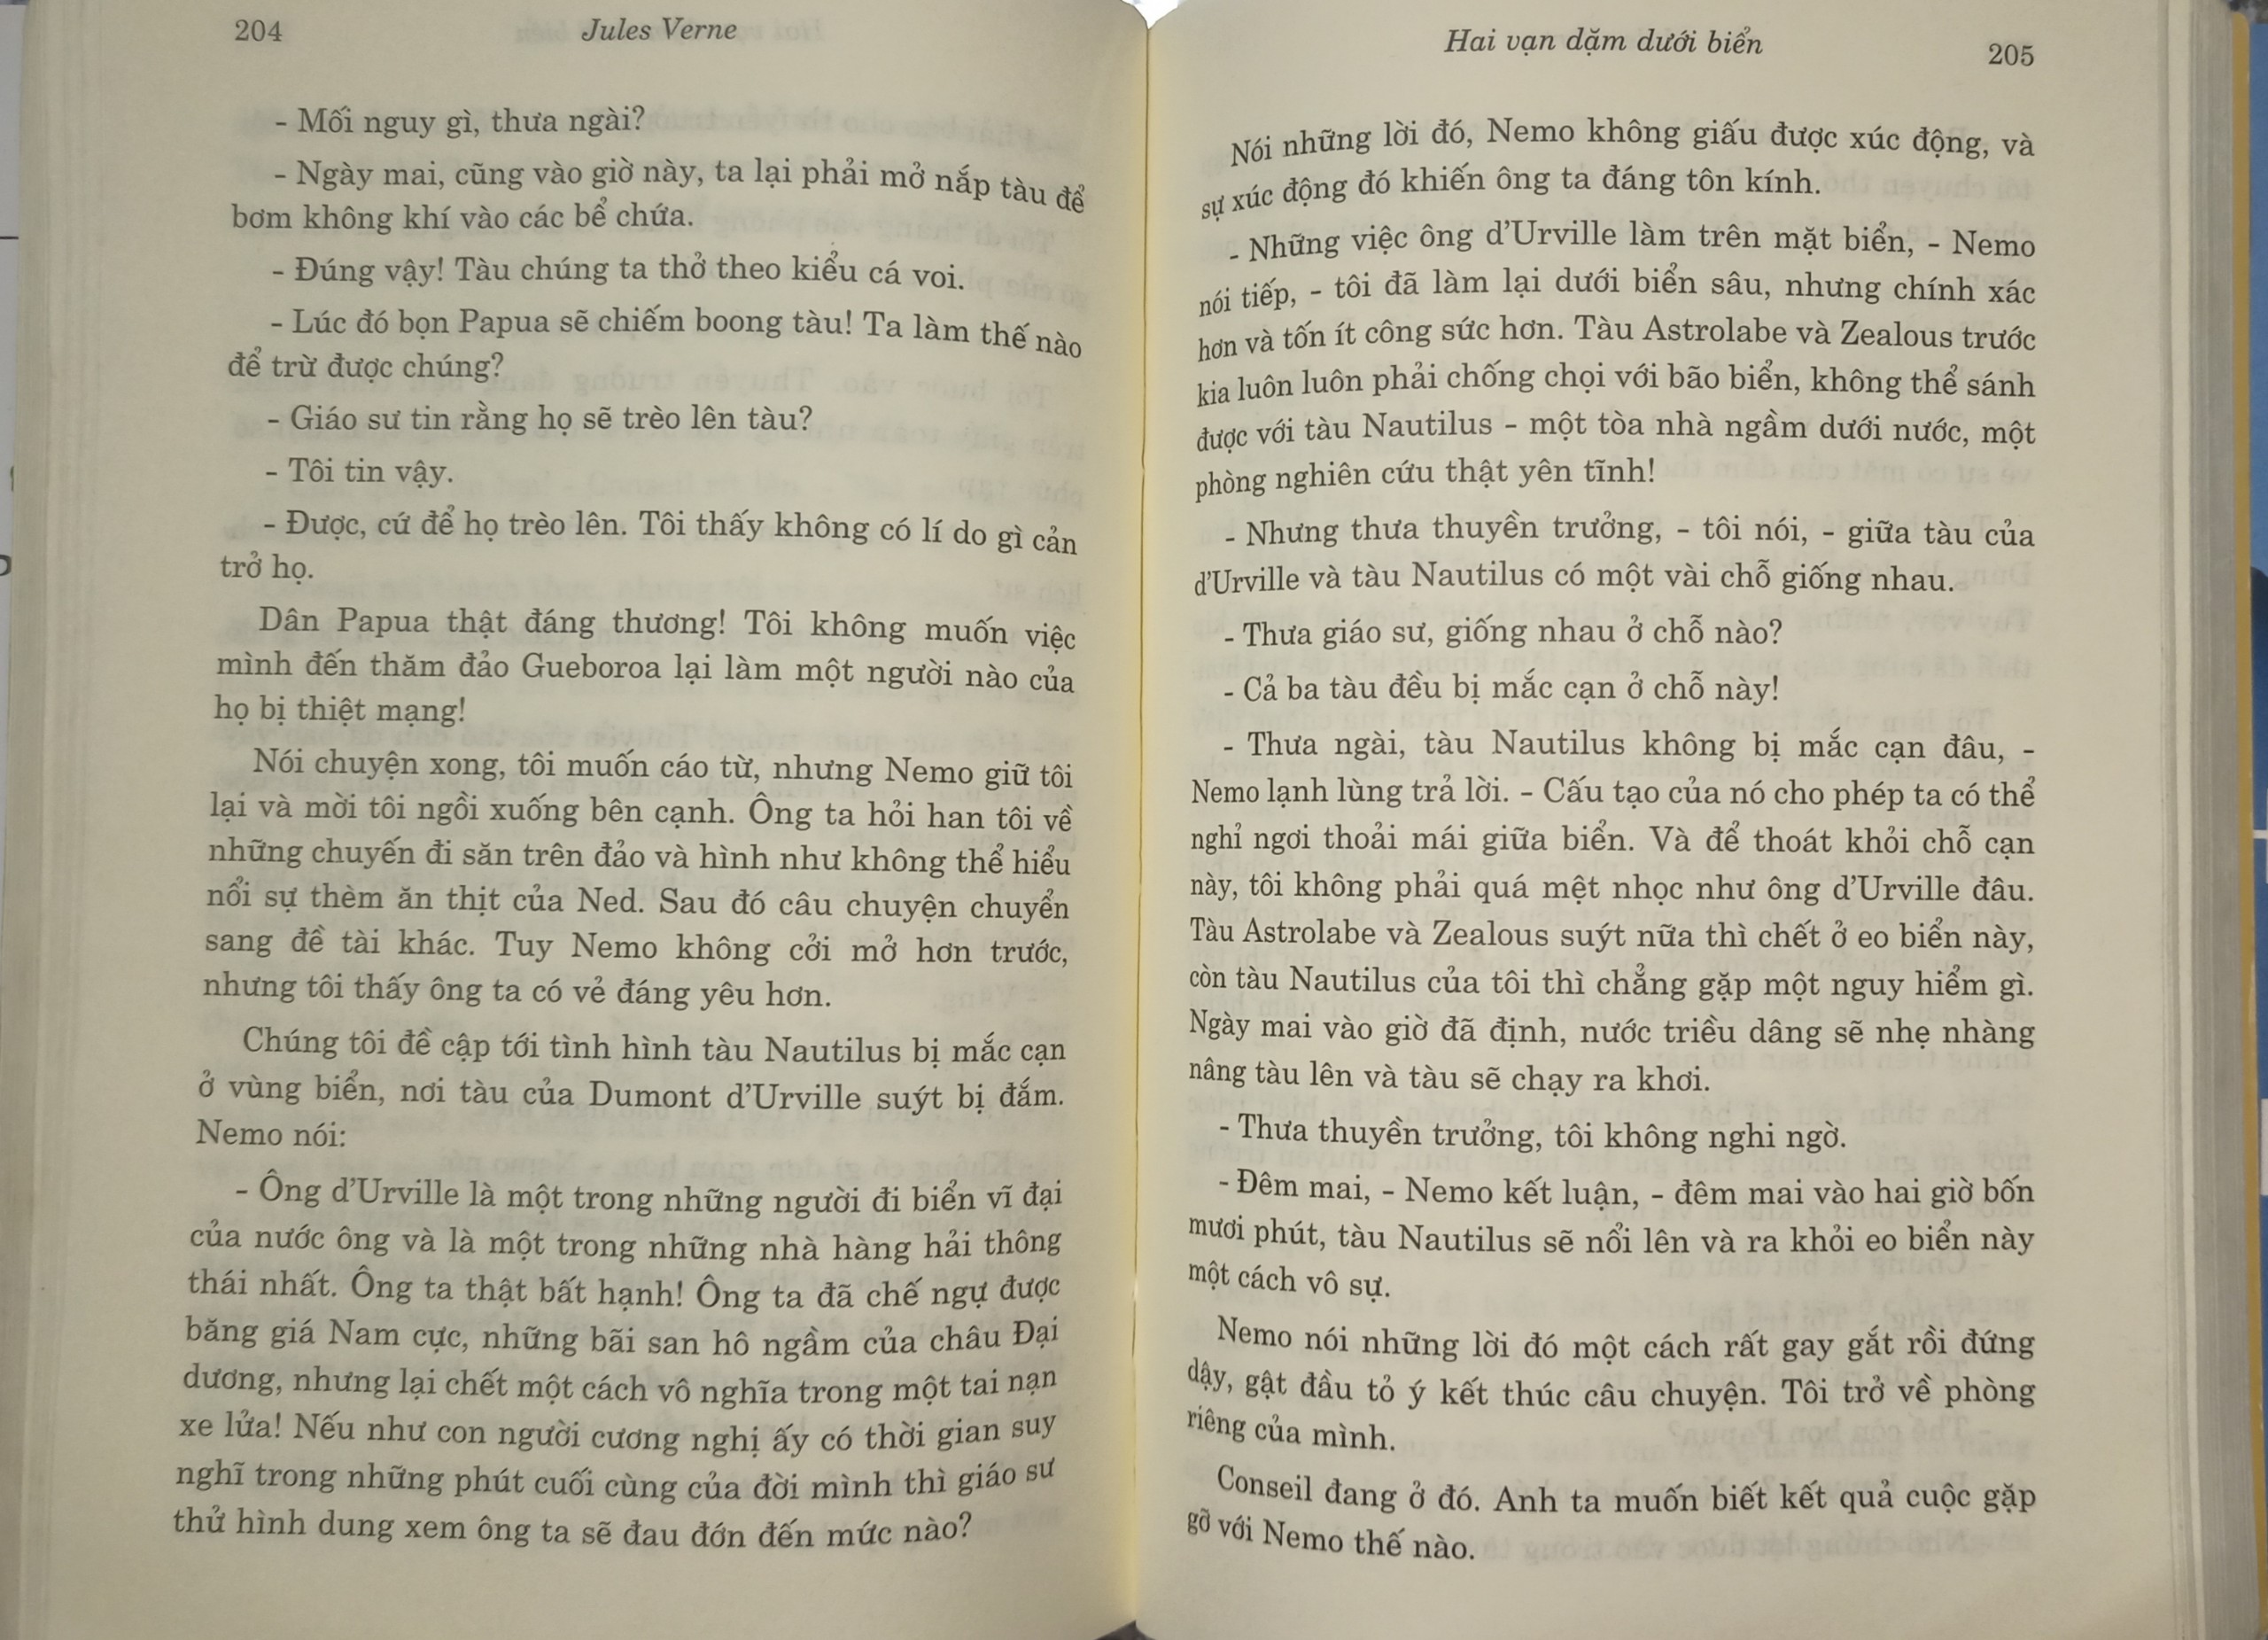 204
Jules Verne
- Mối nguy gì, thưa ngài?
- Ngày mai, cũng vào giờ này, ta lại phải mở nắp tàu để
bơm không khí vào các bể chứa.
- Đúng vậy! Tàu chúng ta thở theo kiểu cá voi.
- Lúc đó bọn Papua sẽ chiếm boong tàu! Ta làm thế nào
để trừ được chúng?
- Giáo sư tin rằng họ sẽ trèo lên tàu?
- Tôi tin vậy.
- Được, cứ để họ trèo lên. Tôi thấy không có lí do gì cản
trở họ.
Dân Papua thật đáng thương! Tôi không muốn việc
mình đến thăm đảo Gueboroa lại làm một người nào của
họ bị thiệt mạng!
Nói chuyện xong, tôi muốn cáo từ, nhưng Nemo giữ tôi
lại và mời tôi ngồi xuống bên cạnh. Ông ta hỏi han tôi về
những chuyến đi săn trên đảo và hình như không thể hiểu
nổi sự thèm ăn thịt của Ned. Sau đó câu chuyện chuyển
sang đề tài khác. Tuy Nemo không cởi mở hơn trước,
nhưng tôi thấy ông ta có vẻ đáng yêu hơn.
Chúng tôi đề cập tới tình hình tàu Nautilus bị mắc cạn
ở vùng biển, nơi tàu của Dumont d'Urville suýt bị đắm.
Nemo nói:
- Ông d'Urville là một trong những người đi biển vĩ đại
của nước ông và là một trong những nhà hàng hải thông
thái nhất. Ông ta thật bất hạnh! Ông ta đã chế ngự được
băng giá Nam cực, những bãi san hô ngầm của châu Đại
dương, nhưng lại chết một cách vô nghĩa trong một tai nạn
xe lửa! Nếu như con người cương nghị ấy có thời gian suy
nghĩ trong những phút cuối cùng của đời mình thì giáo sư
thử hình dung xem ông ta sẽ đau đớn đến mức nào?
Hai vạn dặm dưới biển
205
Nói những lời đó, Nemo không giấu được xúc động, và
sự xúc động đó khiến ông ta đáng tôn kính.
- Những việc ông d'Urville làm trên mặt biển, - Nemo
nói tiếp, - tôi đã làm lại dưới biển sâu, nhưng chính xác
hơn và tốn ít công sức hơn. Tàu Astrolabe và Zealous trước
kia luôn luôn phải chống chọi với bão biển, không thể sánh
được với tàu Nautilus - một tòa nhà ngầm dưới nước, một
phòng nghiên cứu thật yên tĩnh!
- Nhưng thưa thuyền trưởng, - tôi nói, - giữa tàu của
d'Urville và tàu Nautilus có một vài chỗ giống nhau.
- Thưa giáo sư, giống nhau ở chỗ nào?
- Cả ba tàu đều bị mắc cạn ở chỗ này!
- Thưa ngài, tàu Nautilus không bị mắc cạn đâu, -
Nemo lạnh lùng trả lời. - Cấu tạo của nó cho phép ta có thể
nghỉ ngơi thoải mái giữa biển. Và để thoát khỏi chỗ cạn
này, tôi không phải quá mệt nhọc như ông d'Urville đâu.
Tàu Astrolabe và Zealous suýt nữa thì chết ở eo biển này,
còn tàu Nautilus của tôi thì chẳng gặp một nguy hiểm gì.
Ngày mai vào giờ đã định, nước triều dâng sẽ nhẹ nhàng
nâng tàu lên và tàu sẽ chạy ra khơi.
- Thưa thuyền trưởng, tôi không nghi ngờ.
- Đêm mai, - Nemo kết luận, - đêm mai vào hai giờ bốn
mươi phút, tàu Nautilus sẽ nổi lên và ra khỏi eo biển này
một cách vô sự.
Nemo nói những lời đó một cách rất gay gắt rồi đứng
dậy, gật đầu tỏ ý kết thúc câu chuyện. Tôi trở về phòng
riêng của mình.
Conseil đang ở đó. Anh ta muốn biết kết quả cuộc gặp
gỡ với Nemo thế nào.